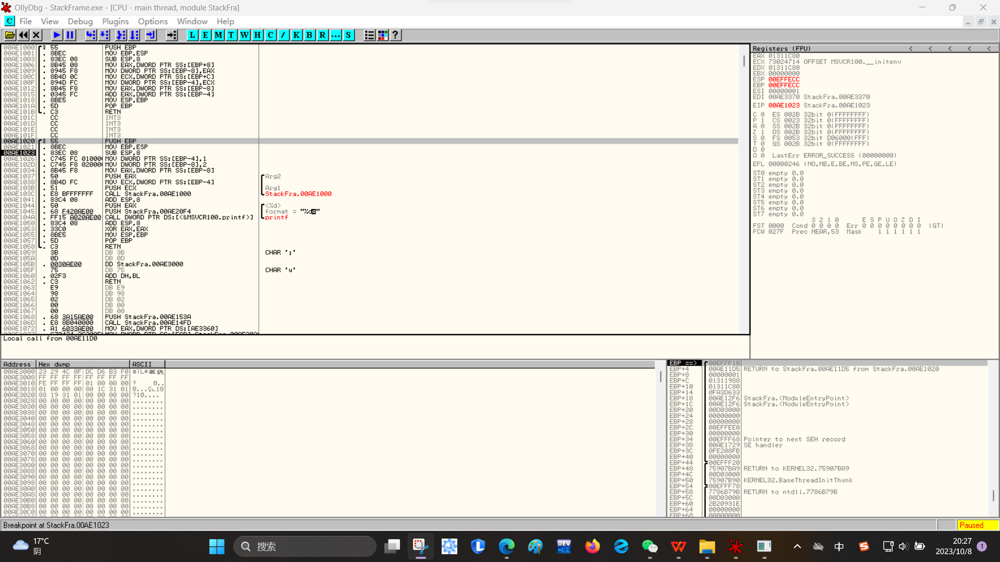 OllyDbg - StackFrame.exe - [CPU - main thread, module StackFra]
C File View Debug Plugins Options Window Help
L E M T W H C / K B R ... S ?
00AE1000 $ 55 PUSH EBP
00AE1001 . 8BEC MOV EBP,ESP
00AE1003 . 83EC 08 SUB ESP,8
00AE1006 . 8B45 08 MOV EAX,DWORD PTR SS:[EBP+8]
00AE1009 . 8945 F8 MOV DWORD PTR SS:[EBP-8],EAX
00AE100C . 8B4D 0C MOV ECX,DWORD PTR SS:[EBP+C]
00AE100F . 894D FC MOV DWORD PTR SS:[EBP-4],ECX
00AE1012 . 8B45 F8 MOV EAX,DWORD PTR SS:[EBP-8]
00AE1015 . 0345 FC ADD EAX,DWORD PTR SS:[EBP-4]
00AE1018 . 8BE5 MOV ESP,EBP
00AE101A . 5D POP EBP
00AE101B . C3 RETN
00AE101C CC INT3
00AE101D CC INT3
00AE101E CC INT3
00AE101F CC INT3
00AE1020 $ 55 PUSH EBP
00AE1021 . 8BEC MOV EBP,ESP
00AE1023 . 83EC 08 SUB ESP,8
00AE1026 . C745 FC 010000 MOV DWORD PTR SS:[EBP-4],1
00AE102D . C745 F8 020000 MOV DWORD PTR SS:[EBP-8],2
00AE1034 . 8B45 F8 MOV EAX,DWORD PTR SS:[EBP-8]
00AE1037 . 50 PUSH EAX Arg2
00AE1038 . 8B4D FC MOV ECX,DWORD PTR SS:[EBP-4]
00AE103B . 51 PUSH ECX Arg1
00AE103C . E8 BFFFFFFF CALL StackFra.00AE1000 StackFra.00AE1000
00AE1041 . 83C4 08 ADD ESP,8
00AE1044 . 50 PUSH EAX <%d>
00AE1045 . 68 F420AE00 PUSH StackFra.00AE20F4 format = "%d◙"
00AE104A . FF15 A020AE00 CALL DWORD PTR DS:[<&MSVCR100.printf>] printf
00AE1050 . 83C4 08 ADD ESP,8
00AE1053 . 33C0 XOR EAX,EAX
00AE1055 . 8BE5 MOV ESP,EBP
00AE1057 . 5D POP EBP
00AE1058 . C3 RETN
00AE1059 3B DB 3B CHAR ';'
00AE105A 0D DB 0D
00AE105B . 0030AE00 DD StackFra.00AE3000
00AE105F 75 DB 75 CHAR 'u'
00AE1060 . 02F3 ADD DH,BL
00AE1062 . C3 RETN
00AE1063 E9 DB E9
00AE1064 98 DB 98
00AE1065 02 DB 02
00AE1066 00 DB 00
00AE1067 00 DB 00
00AE1068 . 68 3A15AE00 PUSH StackFra.00AE153A
00AE106D . E8 8B040000 CALL StackFra.00AE14FD
00AE1072 . A1 6033AE00 MOV EAX,DWORD PTR DS:[AE3360]
Local call from 00AE11D0
Registers (FPU) < < < < <
EAX 01311C80
ECX 73024714 OFFSET MSVCR100.__initenv
EDX 01311C80
EBX 00000000
ESP 00EFFECC
EBP 00EFFECC
ESI 00000001
EDI 00AE3370 StackFra.00AE3370
EIP 00AE1023 StackFra.00AE1023
C 0 ES 002B 32bit 0(FFFFFFFF)
P 1 CS 0023 32bit 0(FFFFFFFF)
A 0 SS 002B 32bit 0(FFFFFFFF)
Z 1 DS 002B 32bit 0(FFFFFFFF)
S 0 FS 0053 32bit D06000(FFF)
T 0 GS 002B 32bit 0(FFFFFFFF)
D 0
O 0 LastErr ERROR_SUCCESS (00000000)
EFL 00000246 (NO,NB,E,BE,NS,PE,GE,LE)
ST0 empty 0.0
ST1 empty 0.0
ST2 empty 0.0
ST3 empty 0.0
ST4 empty 0.0
ST5 empty 0.0
ST6 empty 0.0
ST7 empty 0.0
3 2 1 0 E S P U O Z D I
FST 0000 Cond 0 0 0 0 Err 0 0 0 0 0 0 0 0 (GT)
FCW 027F Prec NEAR,53 Mask 1 1 1 1 1 1
Address Hex dump ASCII
00AE3000 23 29 4C 0F DC D6 B3 F0 #)L
00AE3008 FF FF FF FF FF FF FF FF
00AE3010 FE FF FF FF 01 00 00 00 ?
00AE3018 01 00 00 00 80 1C 31 01
00AE3020 88 19 31 01 00 00 00 00
00AE3028 00 00 00 00 00 00 00 00 ........
00AE3030 00 00 00 00 00 00 00 00 ........
00AE3038 00 00 00 00 00 00 00 00 ........
00AE3040 00 00 00 00 00 00 00 00 ........
00AE3048 00 00 00 00 00 00 00 00 ........
00AE3050 00 00 00 00 00 00 00 00 ........
00AE3058 00 00 00 00 00 00 00 00 ........
00AE3060 00 00 00 00 00 00 00 00 ........
00AE3068 00 00 00 00 00 00 00 00 ........
00AE3070 00 00 00 00 00 00 00 00 ........
00AE3078 00 00 00 00 00 00 00 00 ........
00AE3080 00 00 00 00 00 00 00 00 ........
00AE3088 00 00 00 00 00 00 00 00 ........
00AE3090 00 00 00 00 00 00 00 00 ........
00AE3098 00 00 00 00 00 00 00 00 ........
00AE30A0 00 00 00 00 00 00 00 00 ........
00AE30A8 00 00 00 00 00 00 00 00 ........
00AE30B0 00 00 00 00 00 00 00 00 ........
00AE30B8 00 00 00 00 00 00 00 00 ........
00AE30C0 00 00 00 00 00 00 00 00 ........
EBP ==> 00EFFF10
EBP+4 00AE11D5 RETURN to StackFra.00AE11D5 from StackFra.00AE1020
EBP+8 00000001
EBP+C 01311988
EBP+10 01311C80
EBP+14 0FA3D633
EBP+18 00AE12F6 StackFra.<ModuleEntryPoint>
EBP+1C 00AE12F6 StackFra.<ModuleEntryPoint>
EBP+20 00D03000
EBP+24 00000000
EBP+28 00000000
EBP+2C 00EFFEE0
EBP+30 00000000
EBP+34 00EFFF68 Pointer to next SEH record
EBP+38 00AE1729 SE handler
EBP+3C 0FE208FB
EBP+40 00000000
EBP+44 00EFFF20
EBP+48 75907BA9 RETURN to KERNEL32.75907BA9
EBP+4C 00D03000
EBP+50 75907B90 KERNEL32.BaseThreadInitThunk
EBP+54 00EFFF78
EBP+58 7786B79B RETURN to ntdll.7786B79B
EBP+5C 00D03000
EBP+60 2B20931E
EBP+64 00000000
EBP+68 00000000
Breakpoint at StackFra.00AE1023 Paused
17°C
阴
搜索
DEV
中
20:27
2023/10/8
1